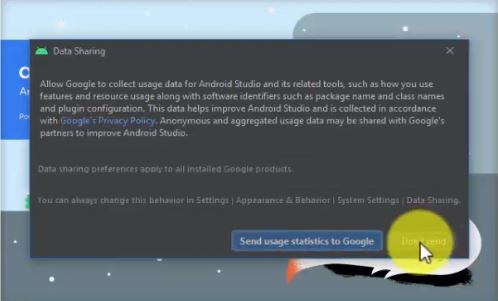 Data Sharing
Allow Google to collect usage data for Android Studio and its related tools, such as how you use
features and resource usage along with software identifiers such as package name and class names
and plugin configuration. This data helps improve Android Studio and is collected in accordance
with Google's Privacy Policy. Anonymous and aggregated usage data may be shared with Google's
partners to improve Android Studio.
Data sharing preferences apply to all installed Google products.
You can always change this behavior in Settings | Appearance & Behavior | System Settings | Data Sharing.
Send usage statistics to Google
Don't send